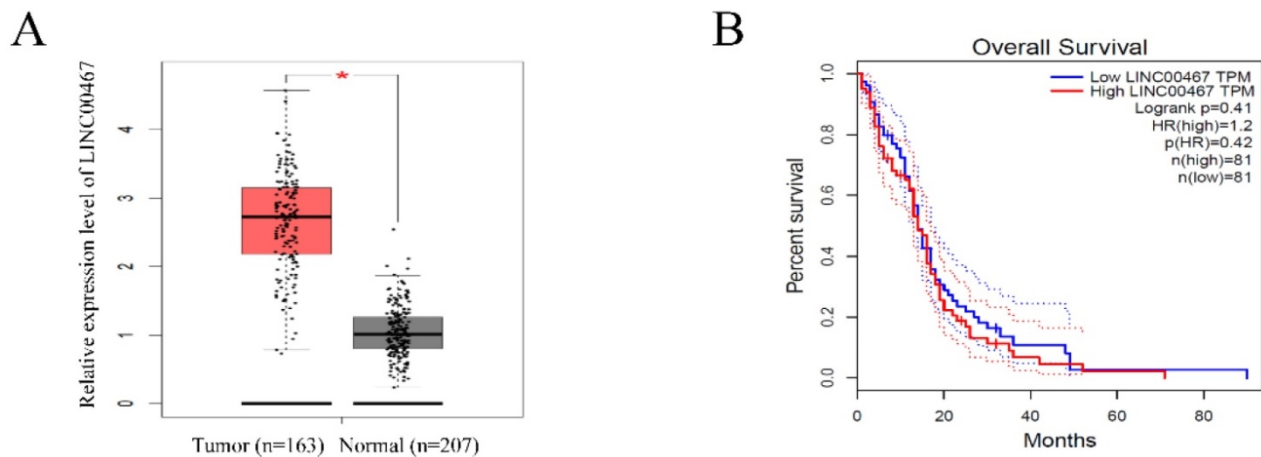 A
Relative expression level of LINC00467
4
3
2
1
0
*
Tumor (n=163) Normal (n=207)
B
Overall Survival
Percent survival
1.0
0.8
0.6
0.4
0.2
0.0
Low LINC00467 TPM
High LINC00467 TPM
Logrank p=0.41
HR(high)=1.2
p(HR)=0.42
n(high)=81
n(low)=81
0 20 40 60 80
Months